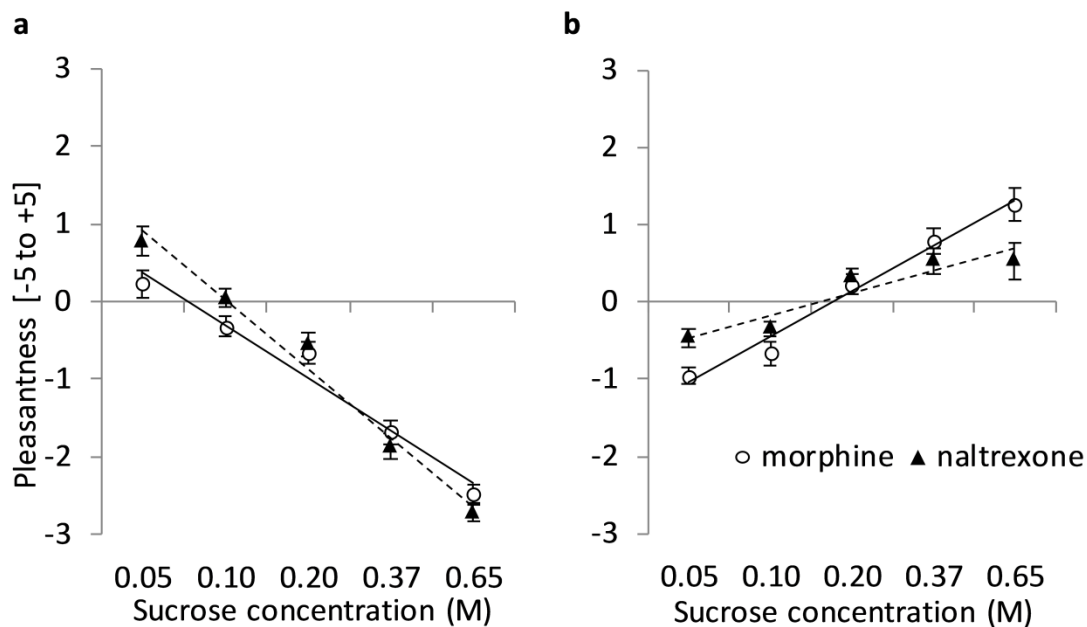 a
Pleasantness [-5 to +5]
3
2
1
0
-1
-2
-3
0.05 0.10 0.20 0.37 0.65
Sucrose concentration (M)
b
3
2
1
0
-1
-2
-3
morphine naltrexone
0.05 0.10 0.20 0.37 0.65
Sucrose concentration (M)